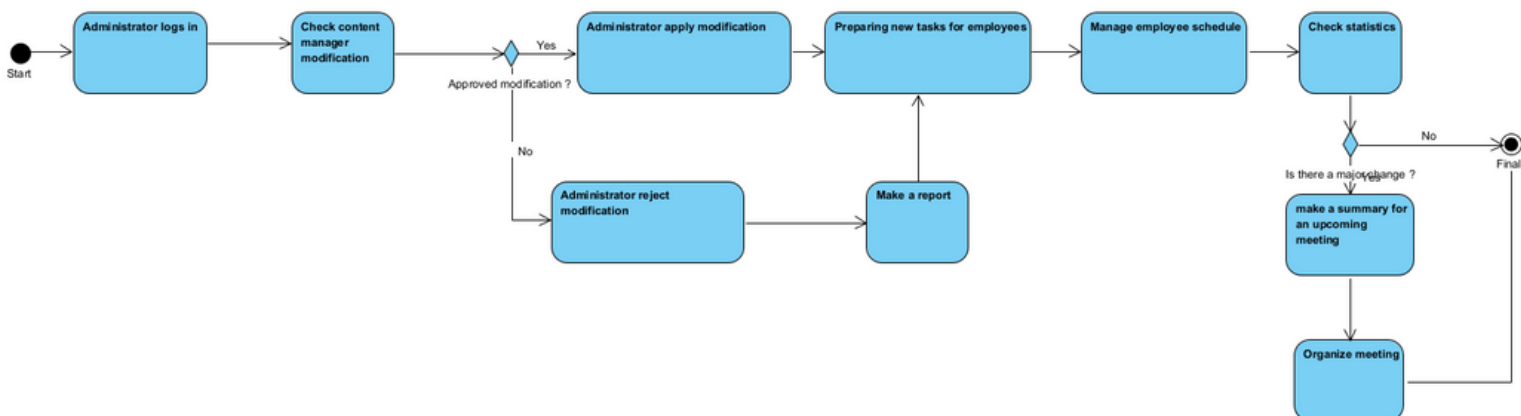 Start
Administrator logs in
Check content
manager
modification
Approved modification ?
Yes
No
Administrator apply modification
Administrator reject
modification
Make a report
Preparing new tasks for employees
Manage employee schedule
Check statistics
Is there a major change ?
No
Yes
Final
make a summary for
an upcoming
meeting
Organize meeting